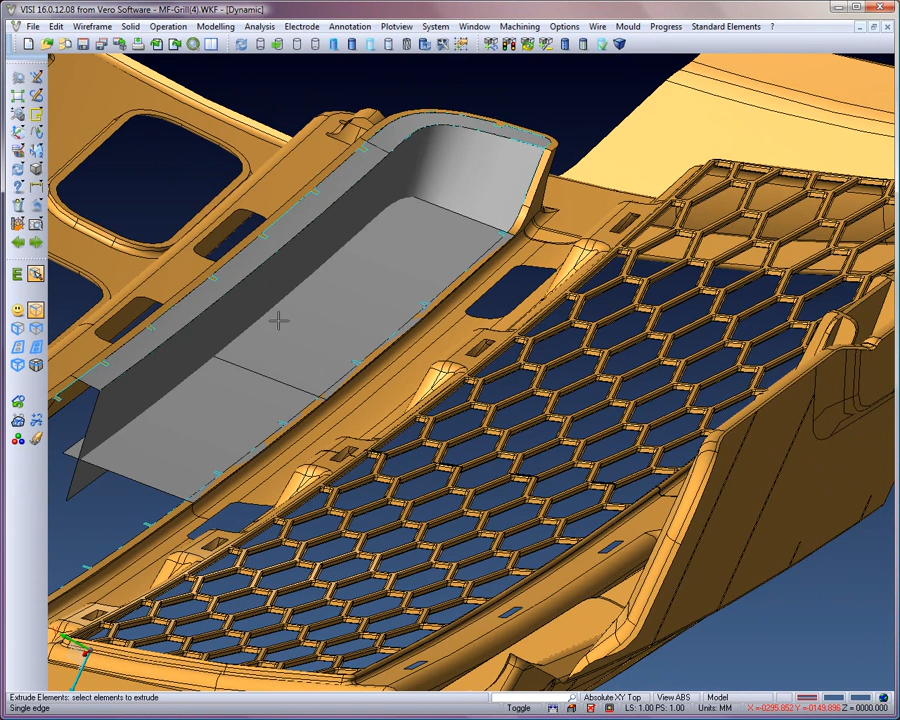 VISI 16.0.12.08 from Vero Software - MF-Grill(4).WKF - [Dynamic]
File Edit Wireframe Solid Operation Modelling Analysis Electrode Annotation Plotview System Window Machining Options Wire Mould Progress Standard Elements ?
E
Extrude Elements: select elements to extrude Absolute XY Top View ABS Model
Single edge Toggle LS: 1.00 PS: 1.00 Units: MM X =-0295.852 Y =-0149.896 Z = 0000.000